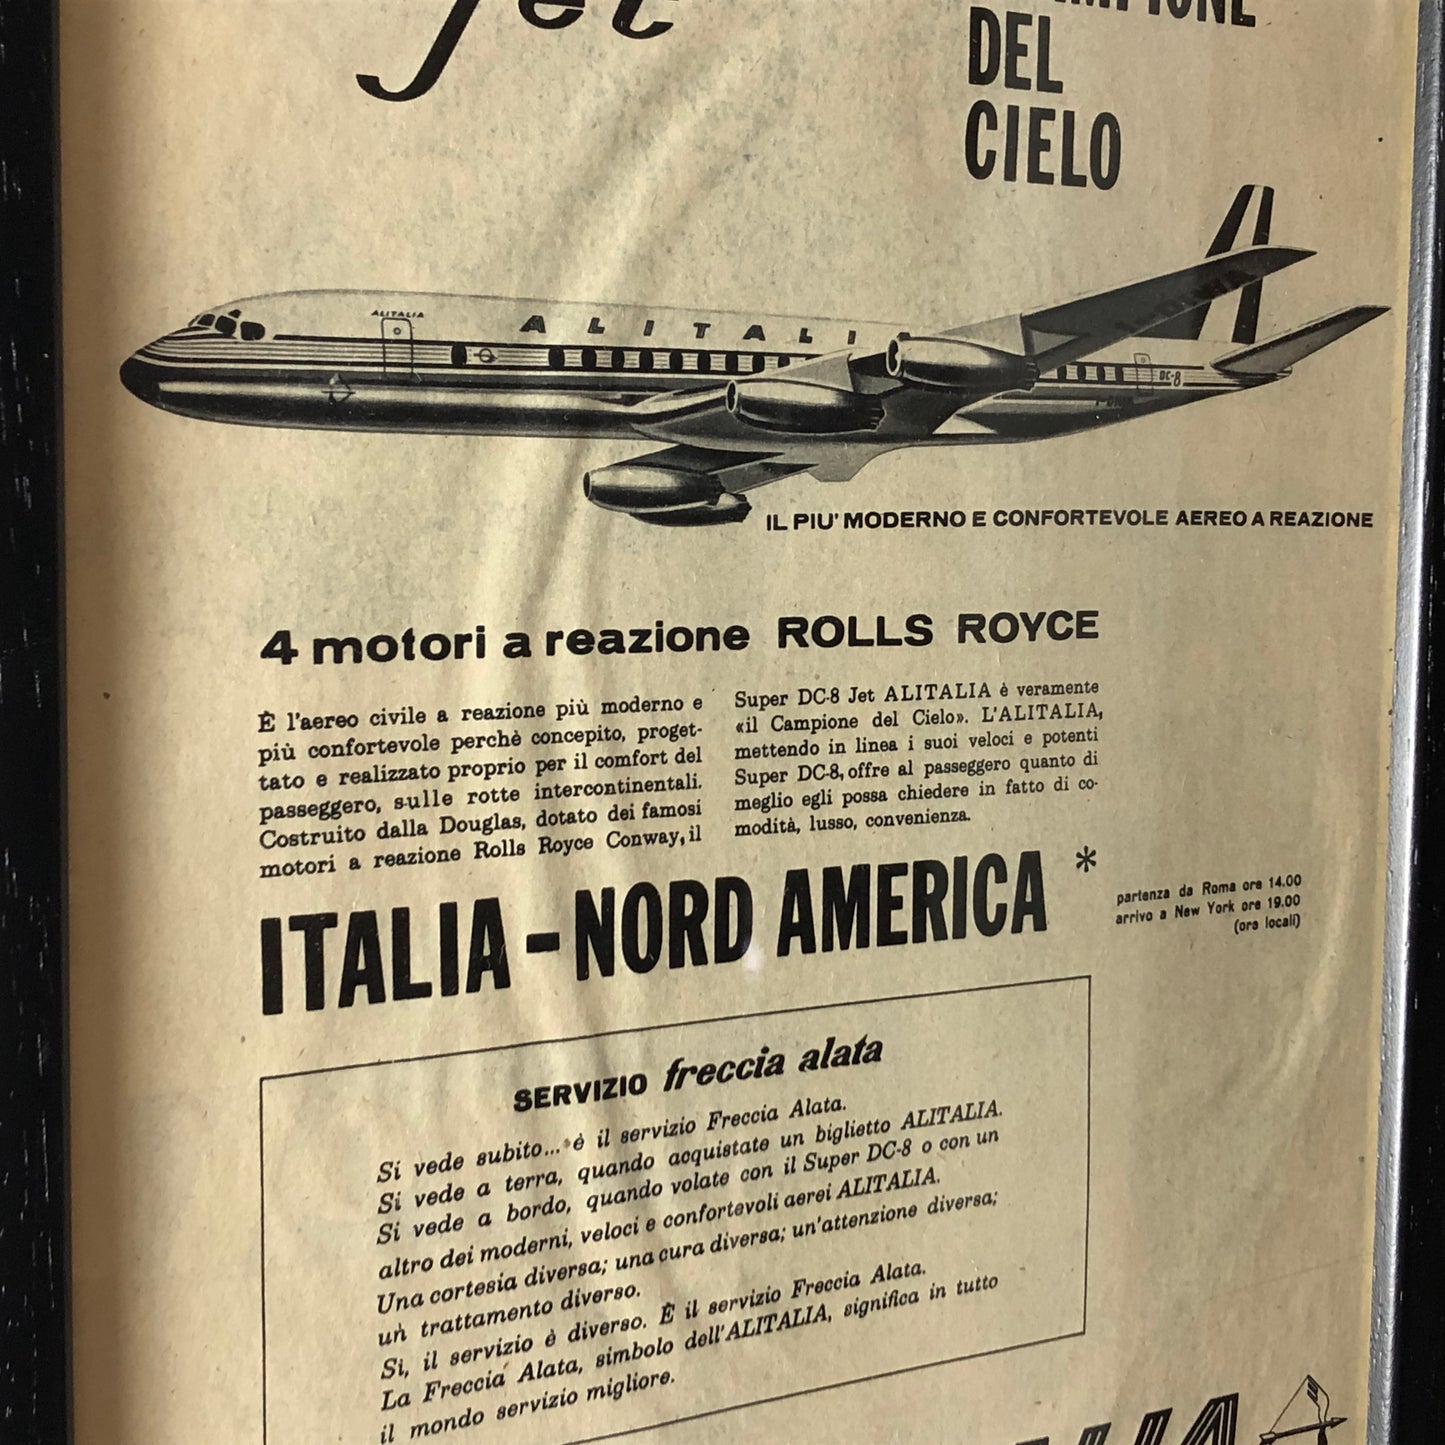 Jet
DEL
CIELO
ALITALIA
ALITALIA
DC-8
IL PIU' MODERNO E CONFORTEVOLE AEREO A REAZIONE
4 motori a reazione ROLLS ROYCE
È l'aereo civile a reazione più moderno e
più confortevole perchè concepito, proget-
tato e realizzato proprio per il comfort del
passeggero, sulle rotte intercontinentali.
Costruito dalla Douglas, dotato dei famosi
motori a reazione Rolls Royce Conway, il
Super DC-8 Jet ALITALIA è veramente
«il Campione del Cielo». L'ALITALIA,
mettendo in linea i suoi veloci e potenti
Super DC-8, offre al passeggero quanto di
meglio egli possa chiedere in fatto di co-
modità, lusso, convenienza.
ITALIA - NORD AMERICA *
partenza da Roma ore 14.00
arrivo a New York ore 19.00
(ora locali)
SERVIZIO freccia alata
Si vede subito... è il servizio Freccia Alata.
Si vede a terra, quando acquistate un biglietto ALITALIA.
Si vede a bordo, quando volate con il Super DC-8 o con un
altro dei moderni, veloci e confortevoli aerei ALITALIA.
Una cortesia diversa; una cura diversa; un'attenzione diversa;
un trattamento diverso.
Si, il servizio è diverso. È il servizio Freccia Alata.
La Freccia Alata, simbolo dell'ALITALIA, significa in tutto
il mondo servizio migliore.